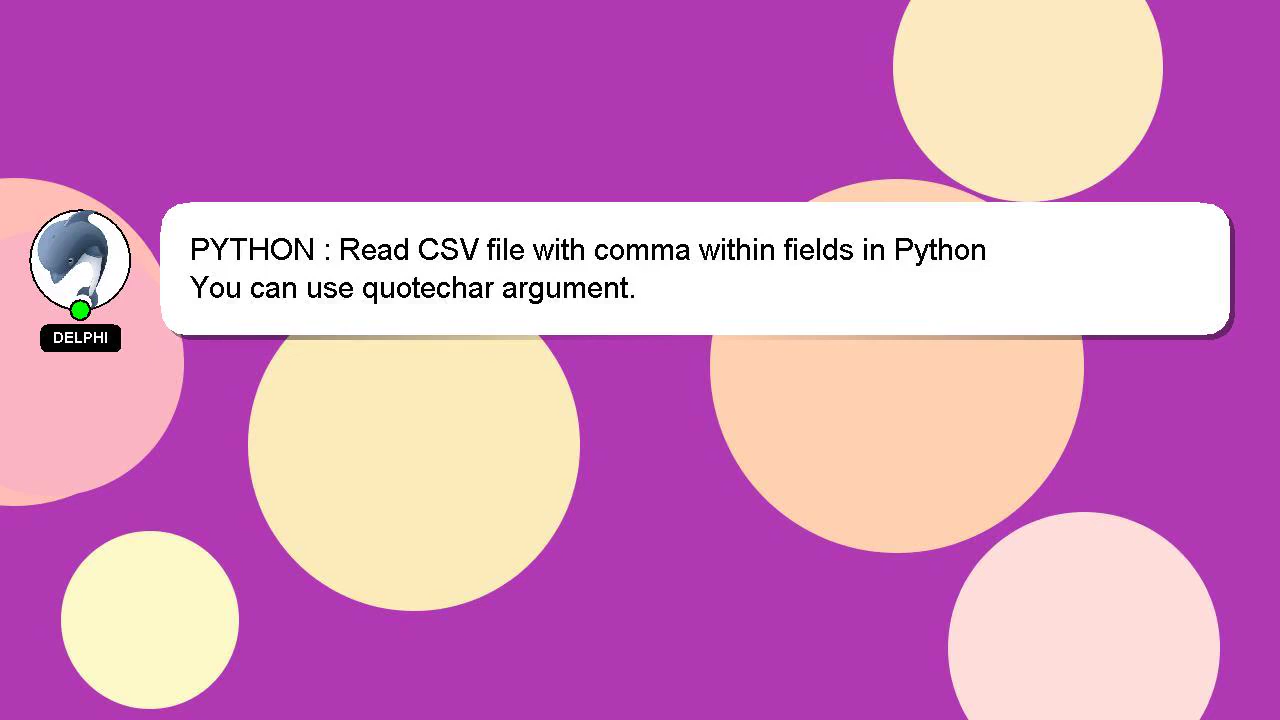 PYTHON : Read CSV file with comma within fields in Python
You can use quotechar argument.
DELPHI